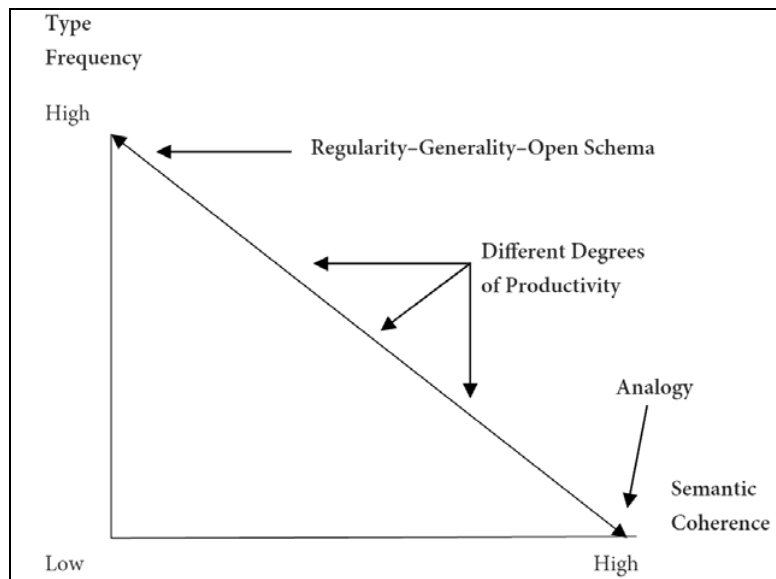 Type
Frequency
High
Regularity–Generality–Open Schema
Different Degrees
of Productivity
Analogy
Semantic
Coherence
Low
High